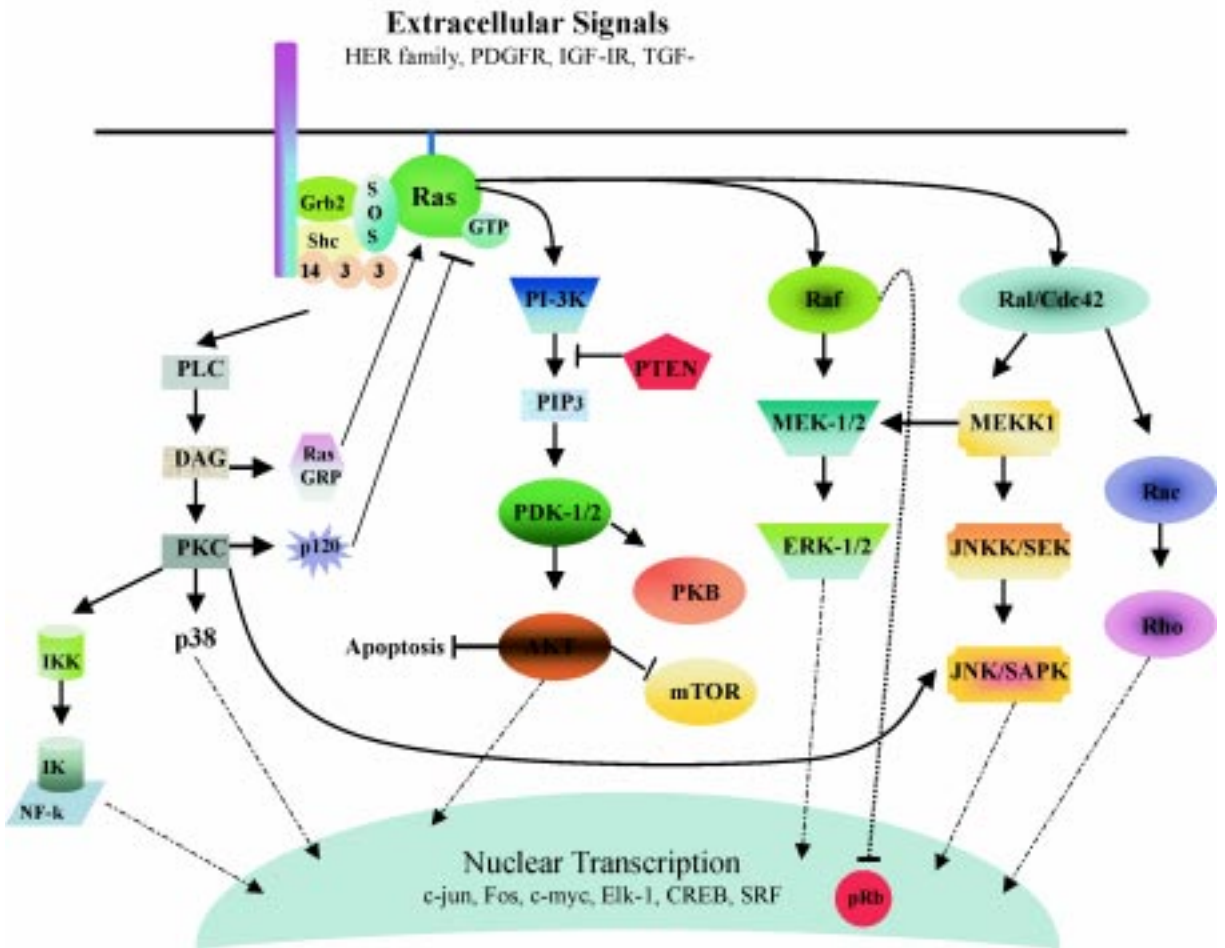 Extracellular Signals
HER family, PDGFR, IGF-IR, TGF-
Grb2
SOS
Ras
GTP
Shc
14 3 3
PI-3K
Raf
Ral/Cdc42
PLC
PTEN
PIP3
MEK-1/2
MEKK1
DAG
Ras
GRP
Rac
PDK-1/2
PKC
p120
ERK-1/2
JNKK/SEK
PKB
p38
Rho
IKK
Apoptosis
AKT
mTOR
JNK/SAPK
IK
NF-k
Nuclear Transcription
c-jun, Fos, c-myc, Elk-1, CREB, SRF
pRb